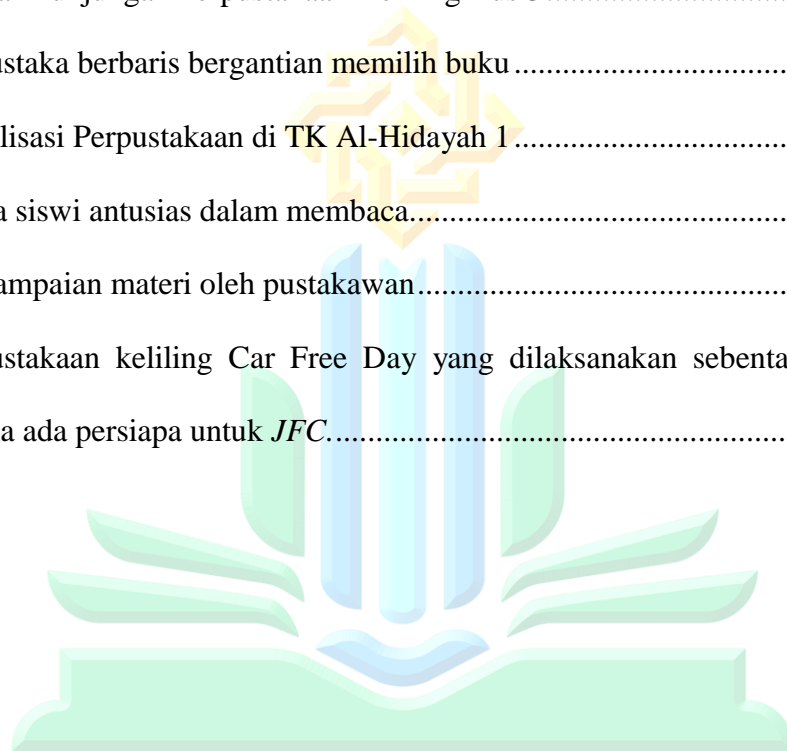 ustaka berbaris bergantian memilih buku ..............................
lisasi Perpustakaan di TK Al-Hidayah 1 ..............................
a siswi antusias dalam membaca..........................................
ampaian materi oleh pustakawan .........................................
ustakaan keliling Car Free Day yang dilaksanakan sebenta
a ada persiapa untuk JFC. ..................................................